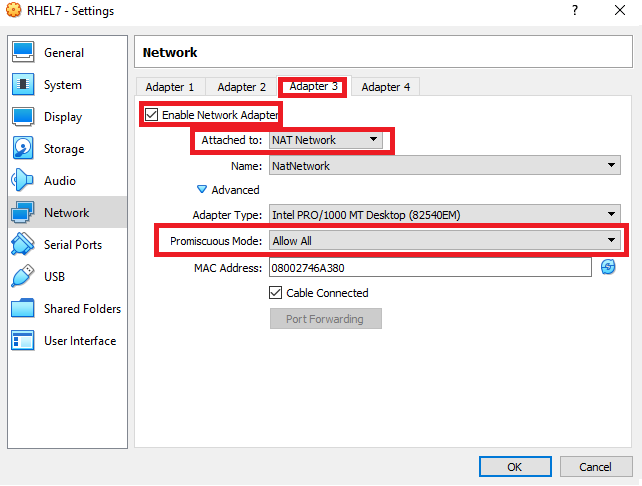 RHEL7 - Settings
General
System
Display
Storage
Audio
Network
Serial Ports
USB
Shared Folders
User Interface
Network
Adapter 1 Adapter 2 Adapter 3 Adapter 4
Enable Network Adapter
Attached to: NAT Network
Name: NatNetwork
Advanced
Adapter Type: Intel PRO/1000 MT Desktop (82540EM)
Promiscuous Mode: Allow All
MAC Address: 08002746A380
Cable Connected
Port Forwarding
OK Cancel